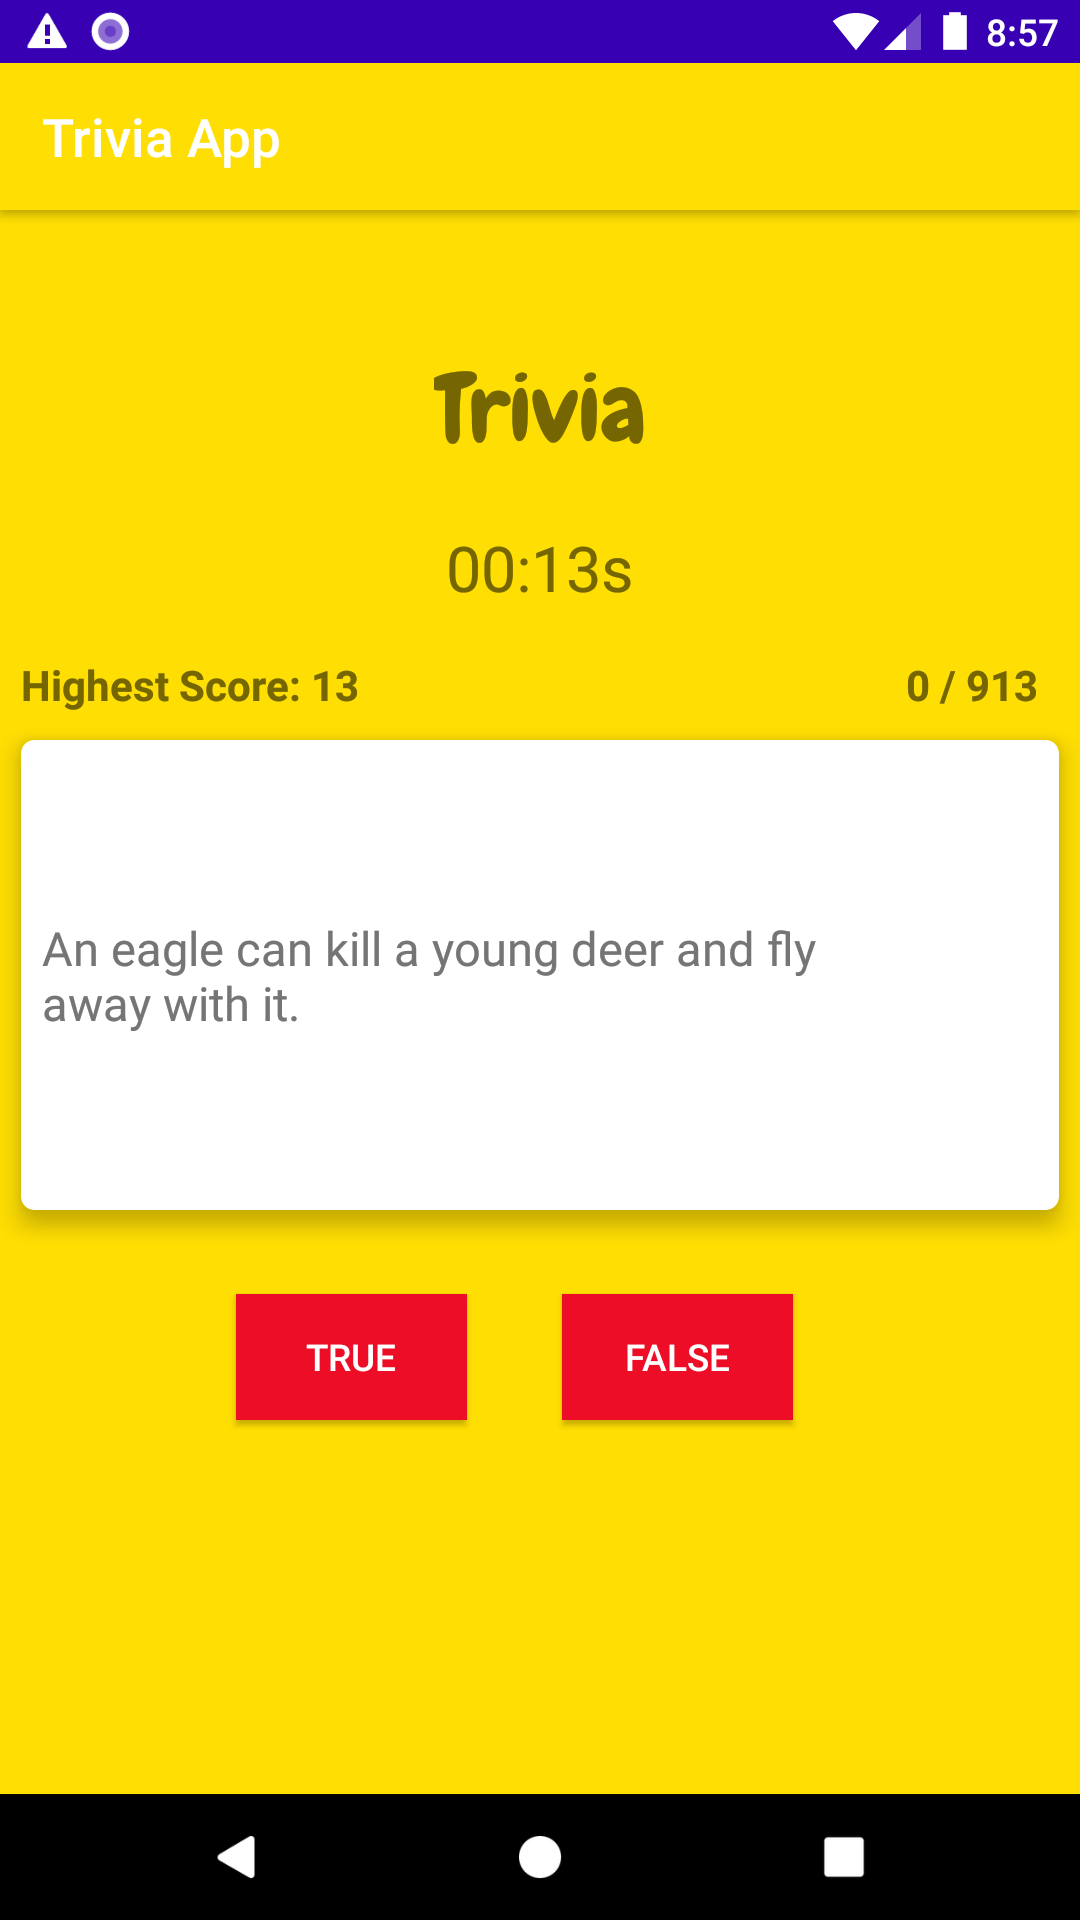 8:57
Trivia App
Trivia
00:13s
Highest Score: 13
0 / 913
An eagle can kill a young deer and fly
away with it.
TRUE
FALSE